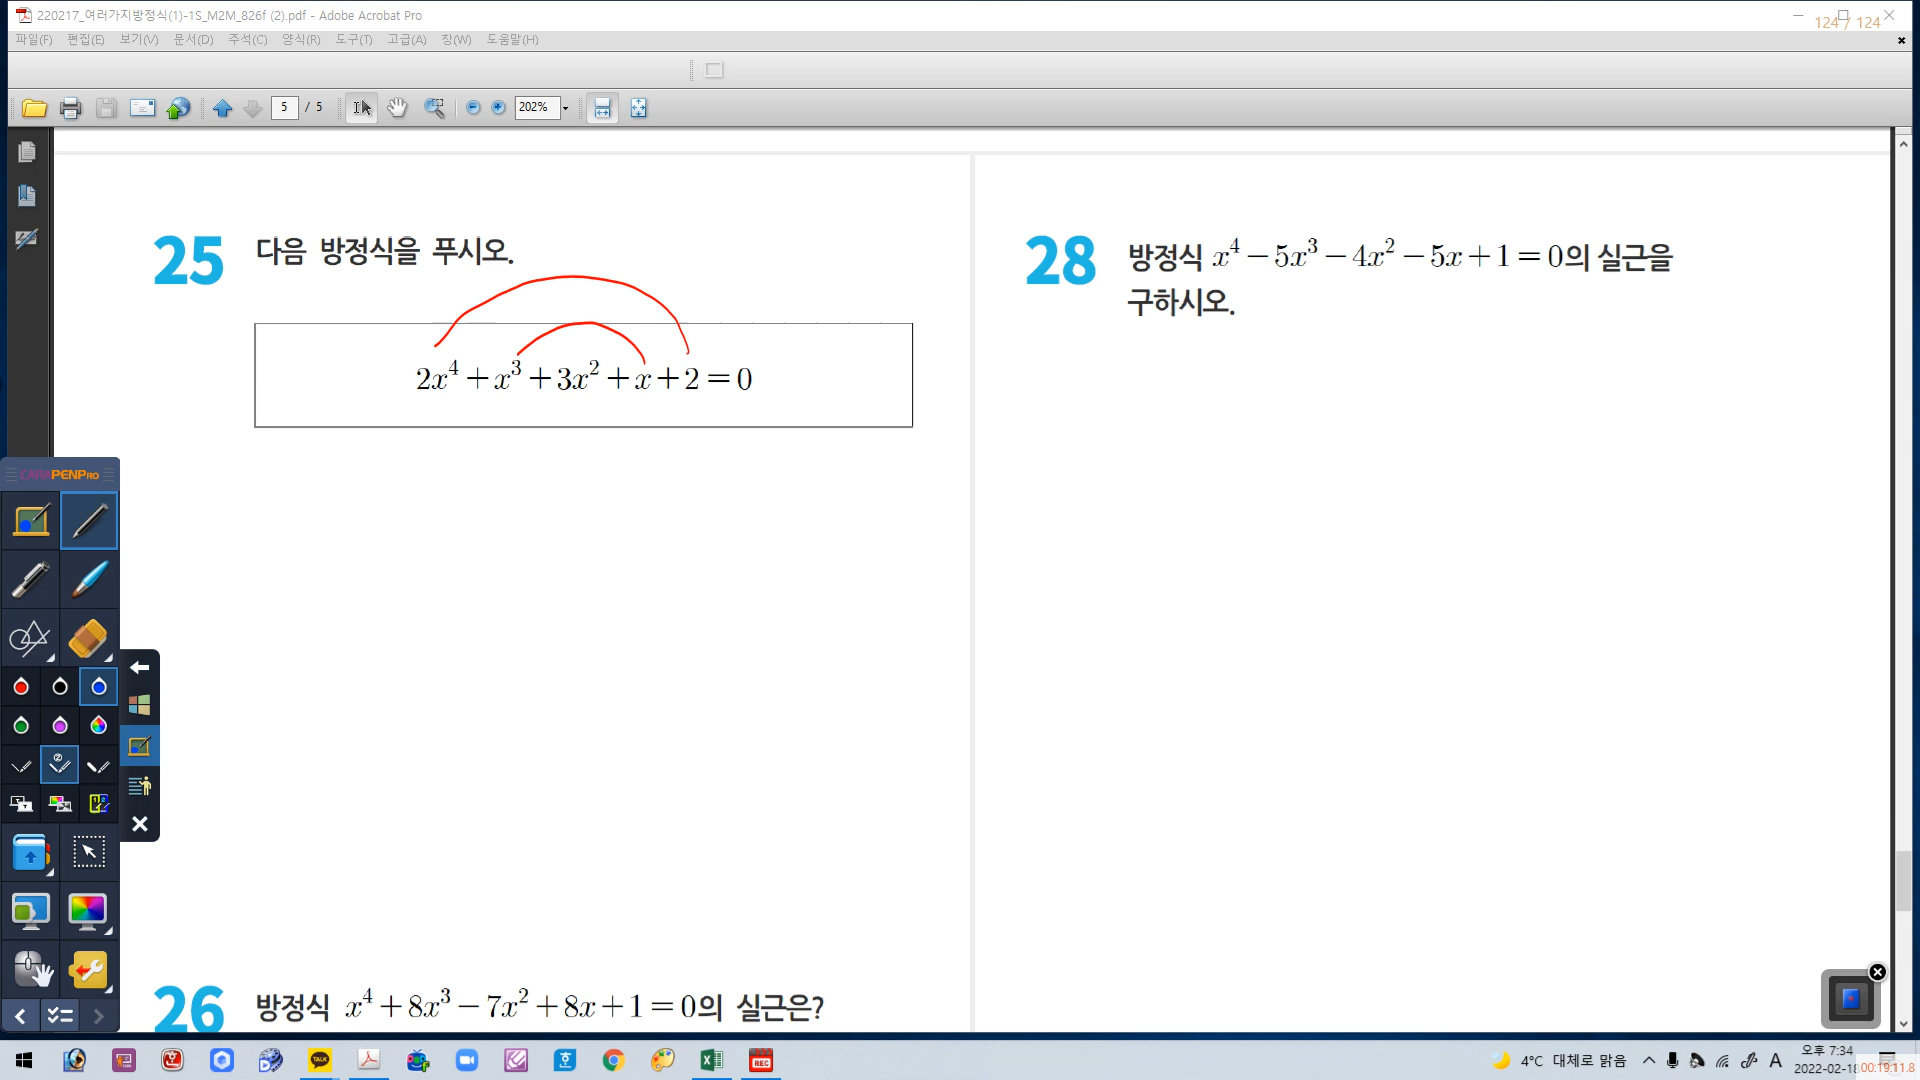 220217_여러가지방정식(1)-1S_M2M_826f (2).pdf - Adobe Acrobat Pro
124 / 124
파일(F) 편집(E) 보기(V) 문서(D) 주석(C) 양식(R) 도구(T) 고급(A) 창(W) 도움말(H)
5 / 5 202%
25 다음 방정식을 푸시오.
2x⁴+x³+3x²+x+2=0
26 방정식 x⁴+8x³−7x²+8x+1=0의 실근은?
28 방정식 x⁴−5x³−4x²−5x+1=0의 실근을
구하시오.
CARAPENPRO
TALK
REC
4°C 대체로 맑음
A
오후 7:34
2022-02-18
00:19:11.8